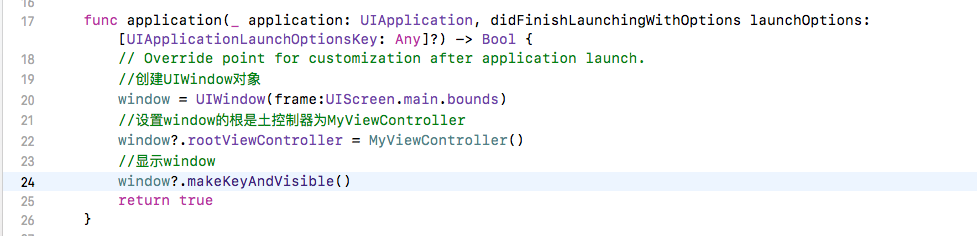 16
17 func application(_ application: UIApplication, didFinishLaunchingWithOptions launchOptions:
[UIApplicationLaunchOptionsKey: Any]?) -> Bool {
18 // Override point for customization after application launch.
19 //创建UIWindow对象
20 window = UIWindow(frame:UIScreen.main.bounds)
21 //设置window的根是土控制器为MyViewController
22 window?.rootViewController = MyViewController()
23 //显示window
24 window?.makeKeyAndVisible()
25 return true
26 }
27